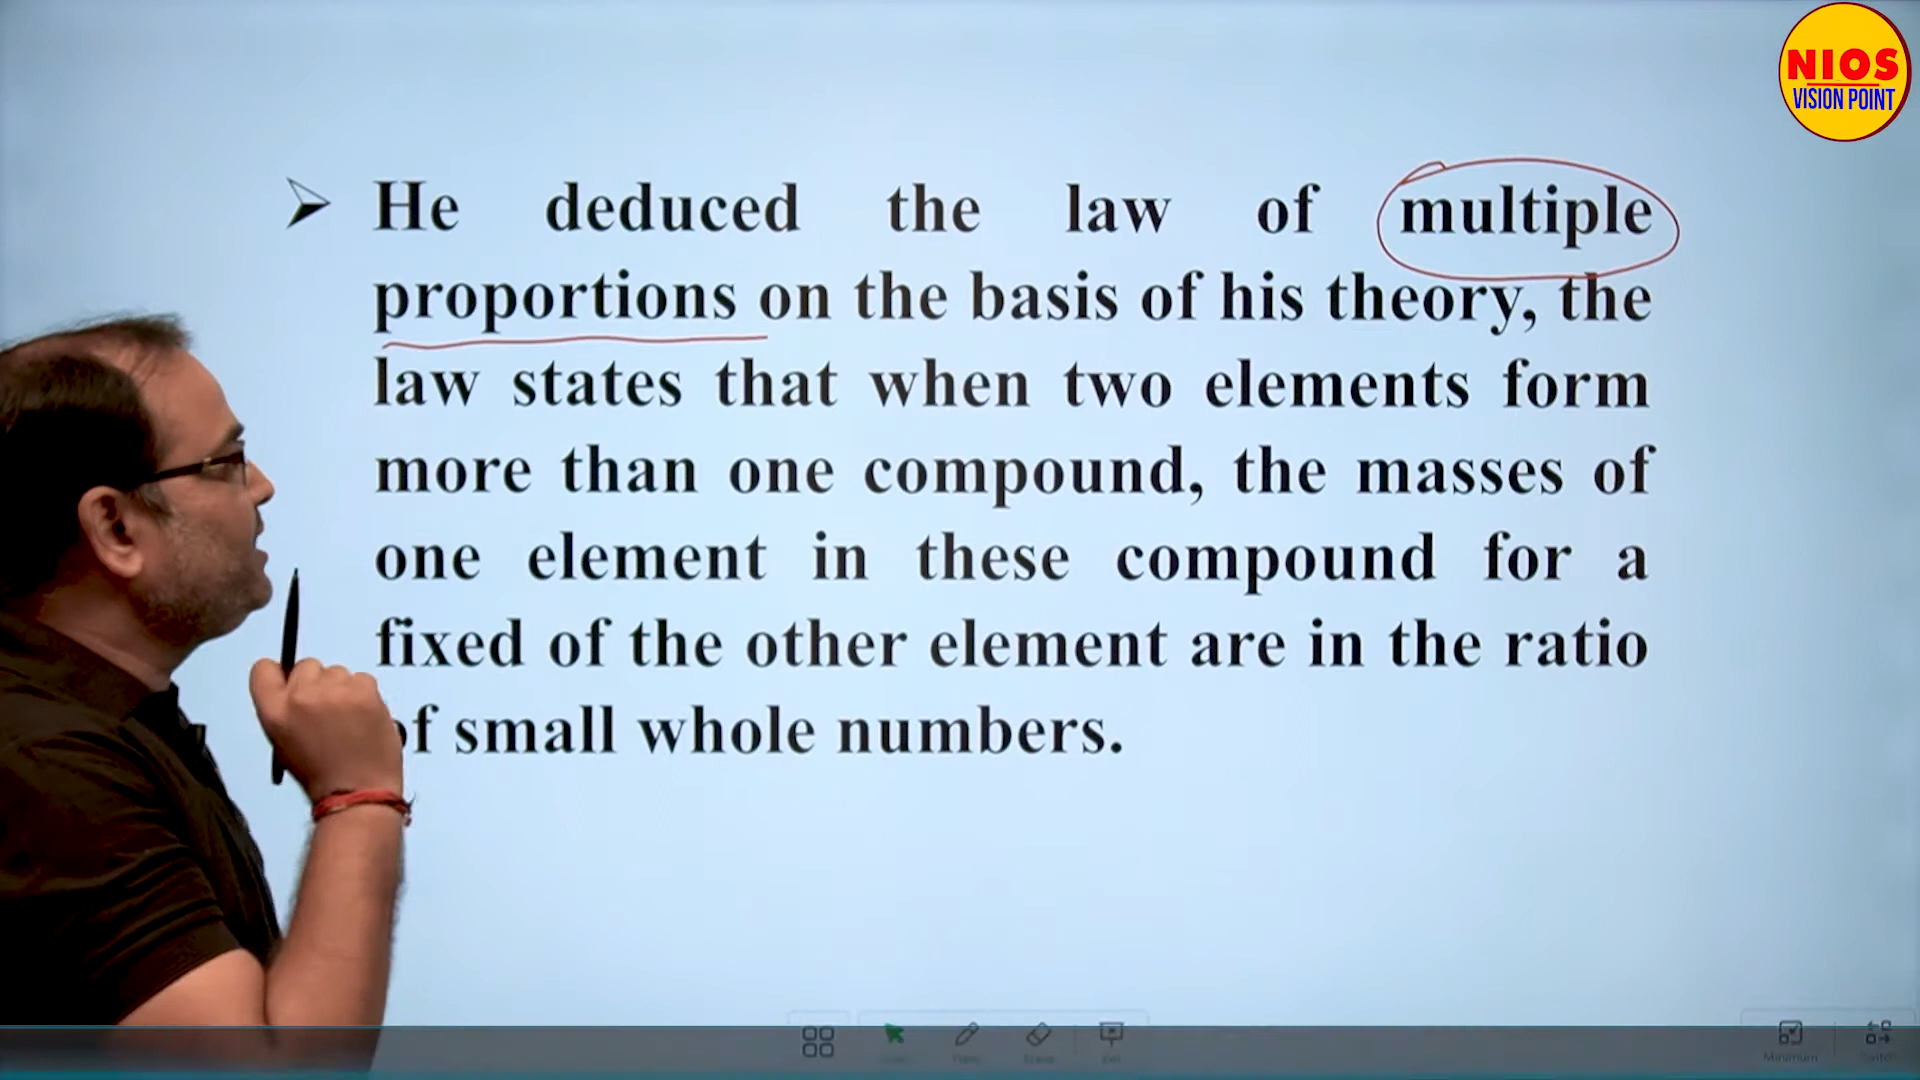 NIOS
VISION POINT
He deduced the law of multiple
proportions on the basis of his theory, the
law states that when two elements form
more than one compound, the masses of
one element in these compound for a
fixed of the other element are in the ratio
of small whole numbers.
Minimum